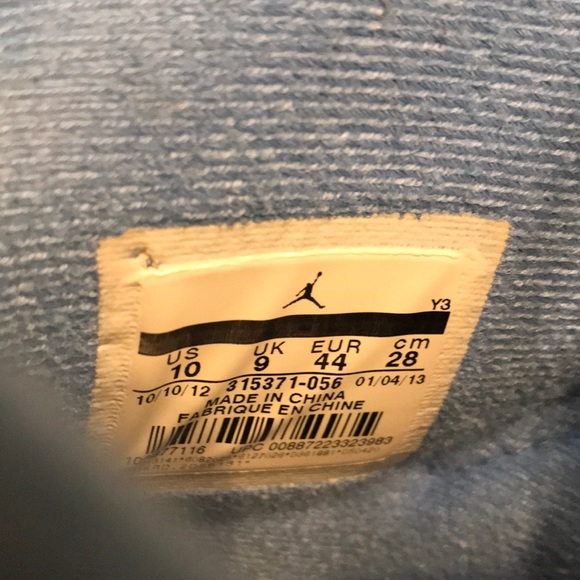 Y3
US UK EUR cm
10 9 44 28
10/10/12 315371-056 01/04/13
MADE IN CHINA
FABRIQUE EN CHINE
77116 UPC 00887223323983